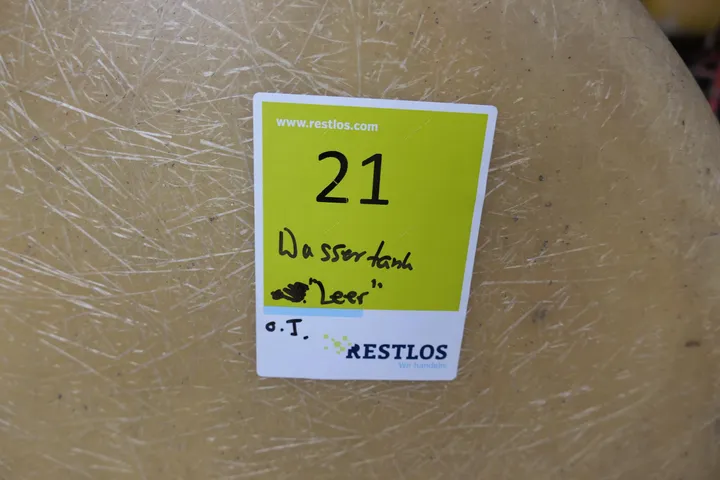 www.restlos.com
21
Wassertank
"Leer"
o.T.
RESTLOS
Wir handeln.